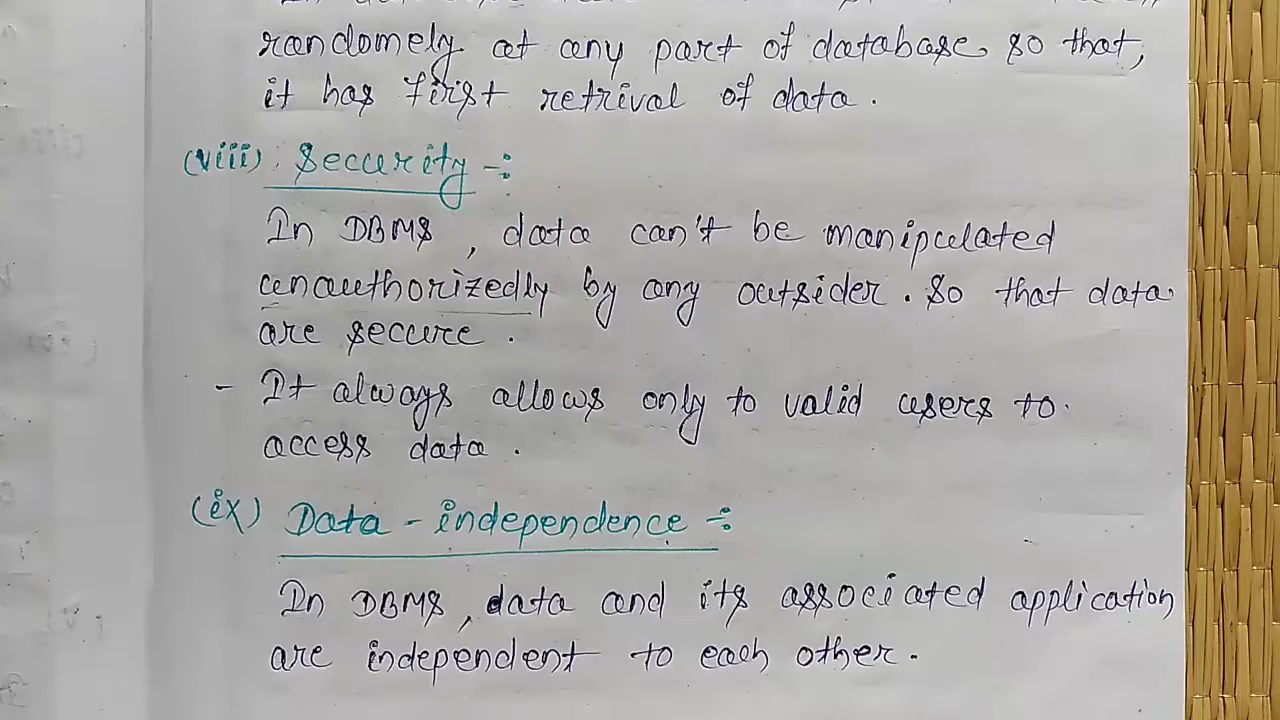 randomely at any part of database so that,
it has first retrival of data.
(viii) Security -:
In DBMS, data can't be manipulated
unauthorizedly by any outsider. So that data
are secure.
- It always allows only to valid users to
access data.
(ix) Data - independence -:
In DBMS, data and its associated application
are independent to each other.